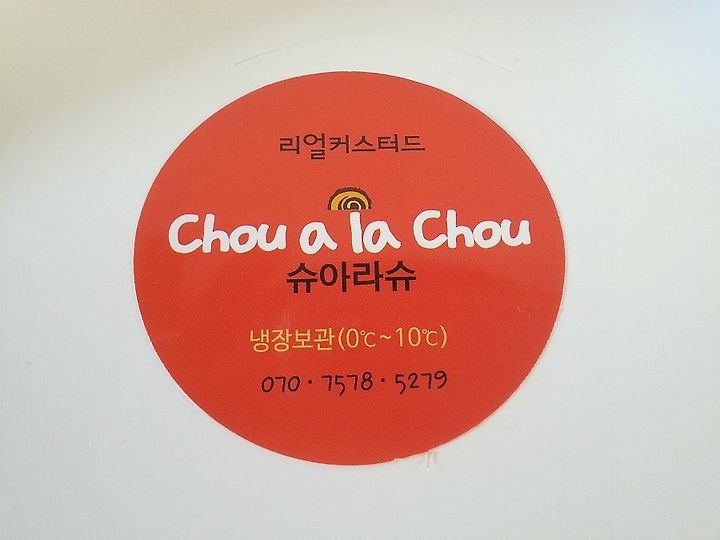 리얼커스터드
Chou a la Chou
슈아라슈
냉장보관(0℃~10℃)
070·7578·5279